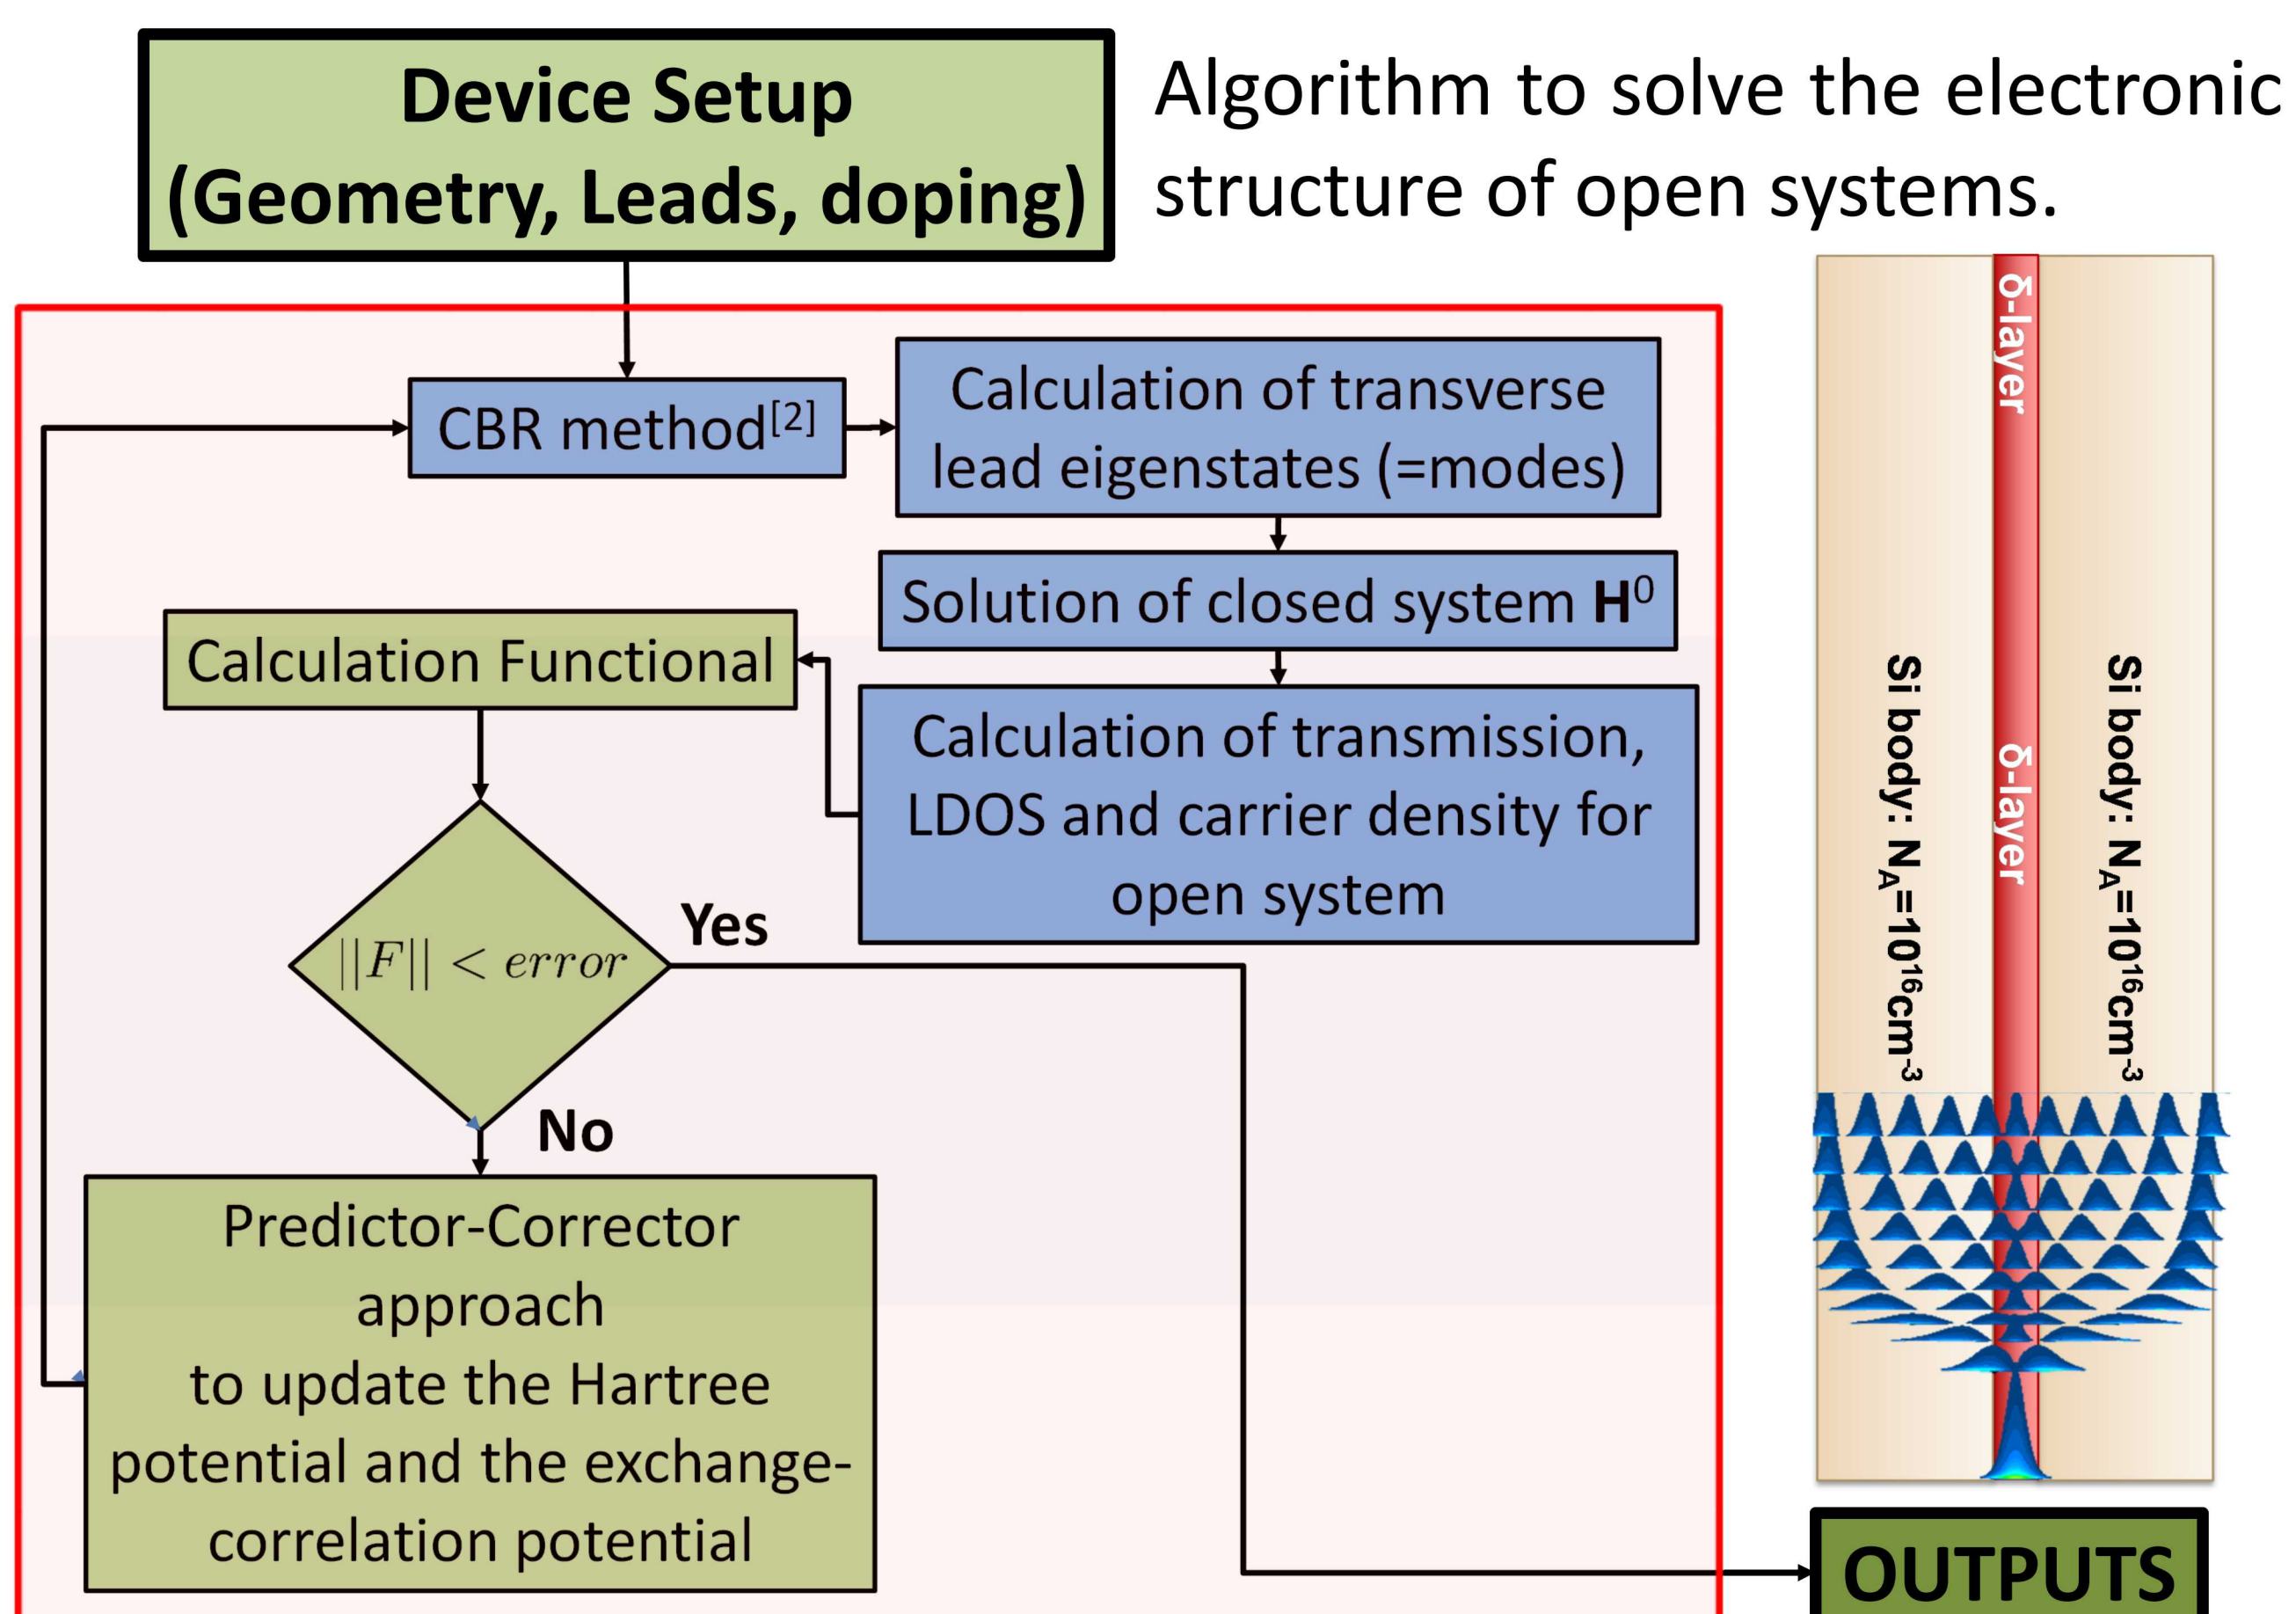 Device Setup
(Geometry, Leads, doping)
Algorithm to solve the electronic
structure of open systems.
CBR method[2]
Calculation of transverse
lead eigenstates (=modes)
Solution of closed system H⁰
Calculation of transmission,
LDOS and carrier density for
open system
Calculation Functional
||F|| < error
Yes
No
Predictor-Corrector
approach
to update the Hartree
potential and the exchange-
correlation potential
δ-layer
δ-layer
Si body: N_A=10¹⁶cm⁻³
Si body: N_A=10¹⁶cm⁻³
OUTPUTS